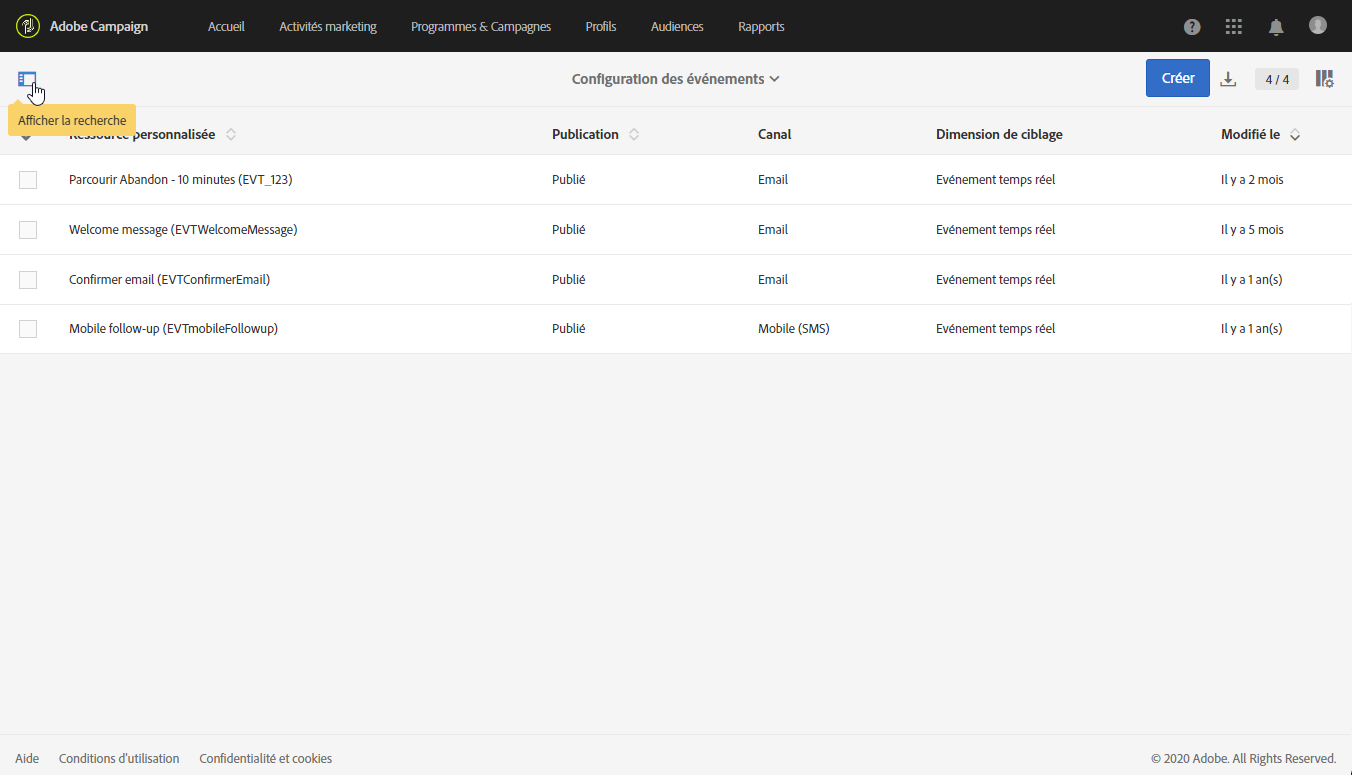 Adobe Campaign Accueil Activités marketing Programmes & Campagnes Profils Audiences Rapports
Configuration des événements Créer 4 / 4
Afficher la recherche
Ressource personnalisée Publication Canal Dimension de ciblage Modifié le
Parcourir Abandon - 10 minutes (EVT_123) Publié Email Evénement temps réel Il y a 2 mois
Welcome message (EVTWelcomeMessage) Publié Email Evénement temps réel Il y a 5 mois
Confirmer email (EVTConfirmerEmail) Publié Email Evénement temps réel Il y a 1 an(s)
Mobile follow-up (EVTmobileFollowup) Publié Mobile (SMS) Evénement temps réel Il y a 1 an(s)
Aide Conditions d'utilisation Confidentialité et cookies © 2020 Adobe. All Rights Reserved.